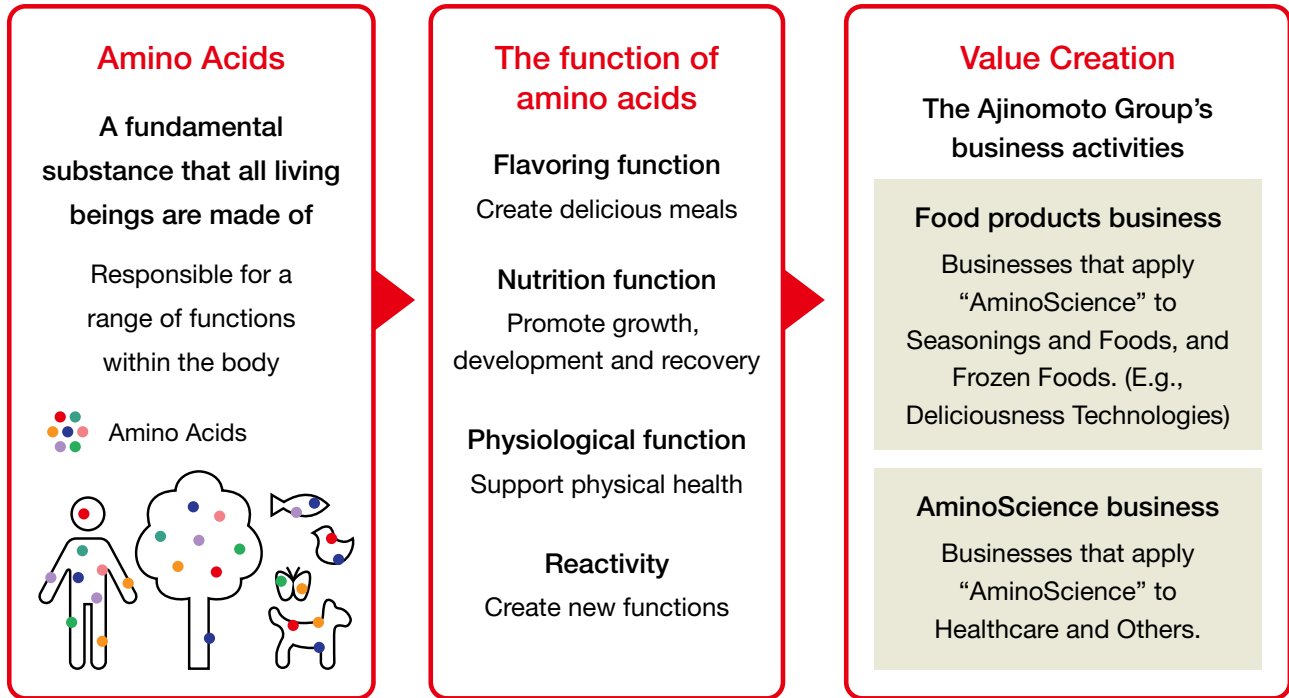 Amino Acids
A fundamental
substance that all living
beings are made of
Responsible for a
range of functions
within the body
Amino Acids
The function of
amino acids
Flavoring function
Create delicious meals
Nutrition function
Promote growth,
development and recovery
Physiological function
Support physical health
Reactivity
Create new functions
Value Creation
The Ajinomoto Group’s
business activities
Food products business
Businesses that apply
“AminoScience” to
Seasonings and Foods, and
Frozen Foods. (E.g.,
Deliciousness Technologies)
AminoScience business
Businesses that apply
“AminoScience” to
Healthcare and Others.